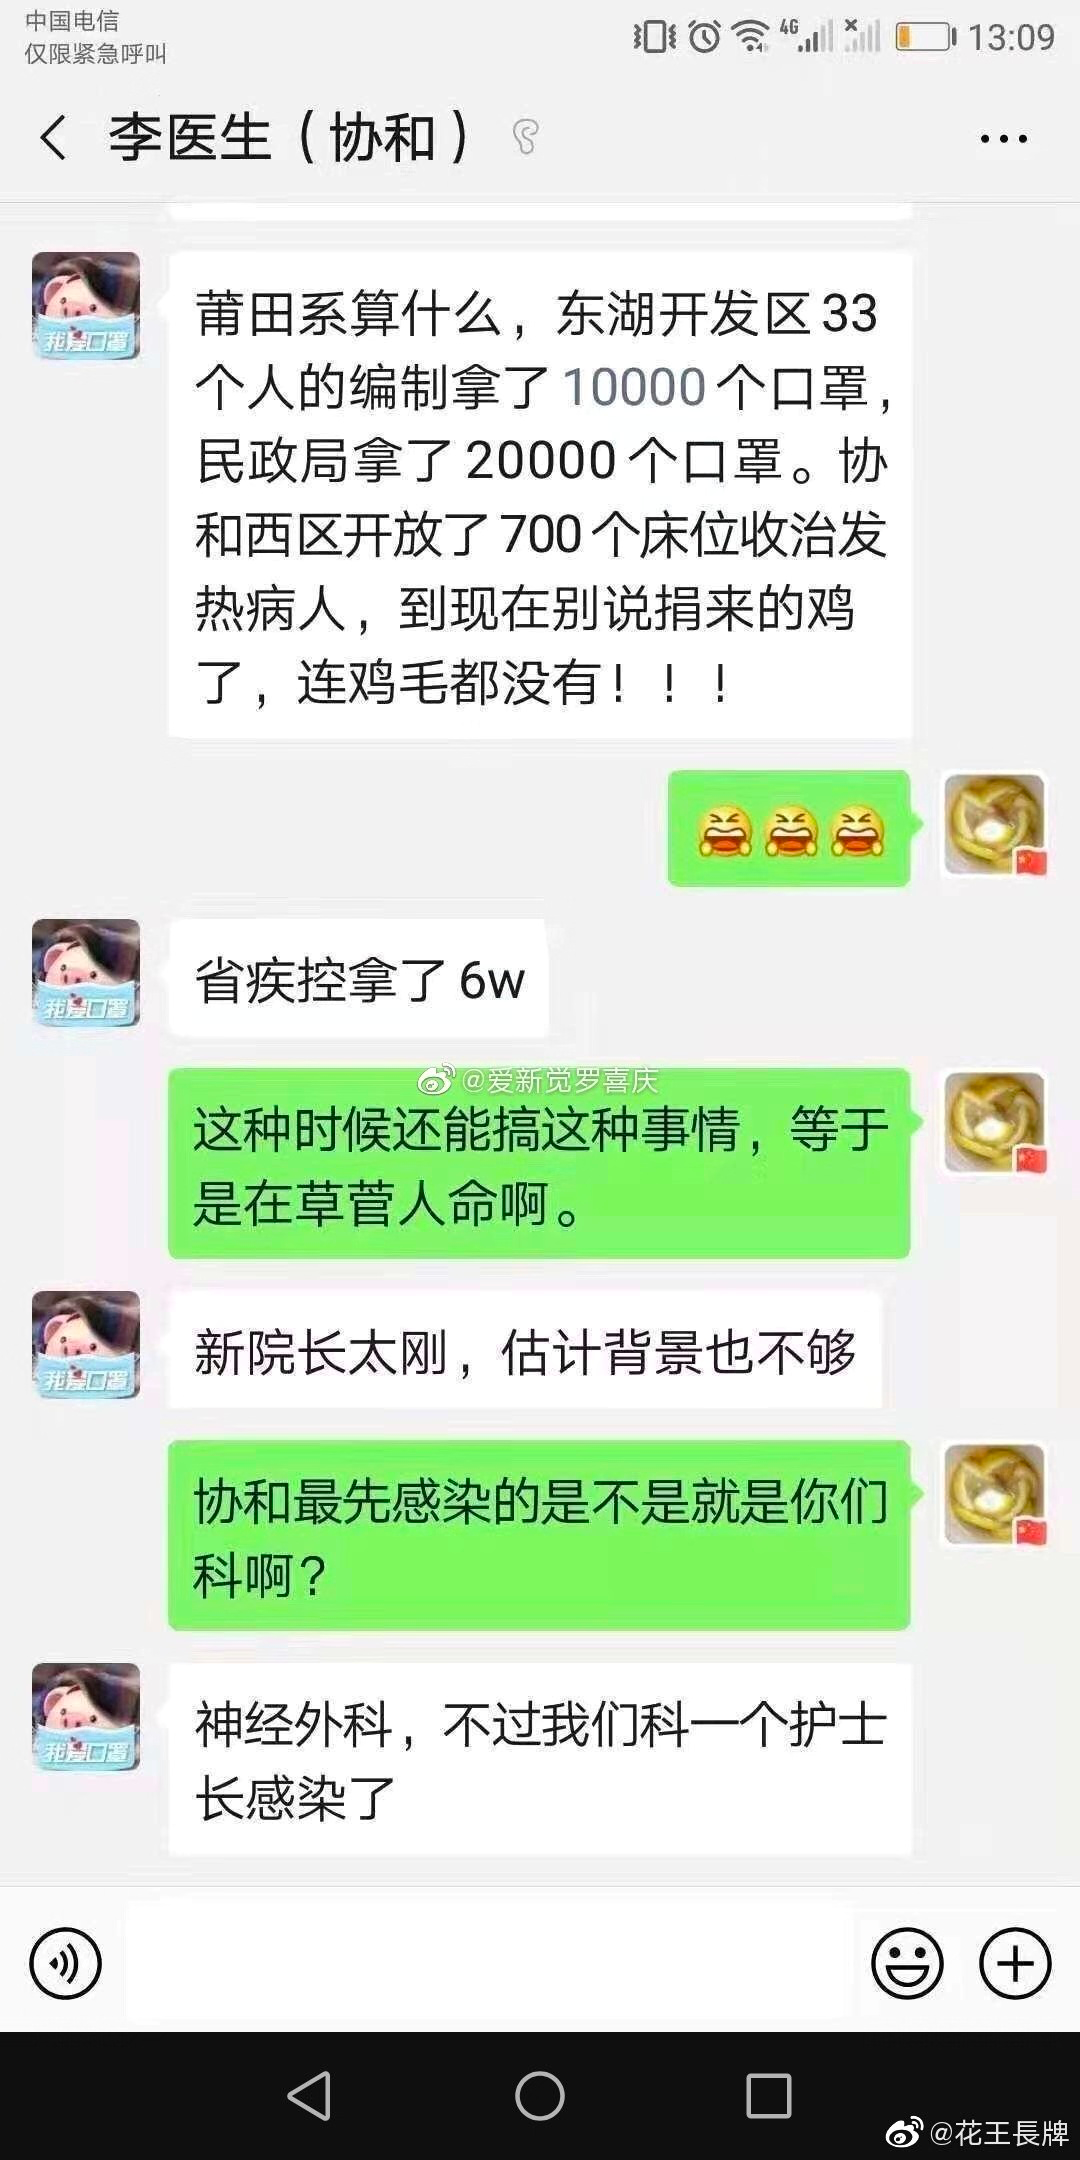 中国电信
仅限紧急呼叫
4G
13:09
李医生（协和）
莆田系算什么，东湖开发区33
个人的编制拿了10000个口罩，
民政局拿了20000个口罩。协
和西区开放了700个床位收治发
热病人，到现在别说捐来的鸡
了，连鸡毛都没有！！！
我爱口罩
省疾控拿了6w
我爱口罩
@爱新觉罗喜庆
这种时候还能搞这种事情，等于
是在草菅人命啊。
新院长太刚，估计背景也不够
我爱口罩
协和最先感染的是不是就是你们
科啊？
神经外科，不过我们科一个护士
长感染了
我爱口罩
@花王長牌